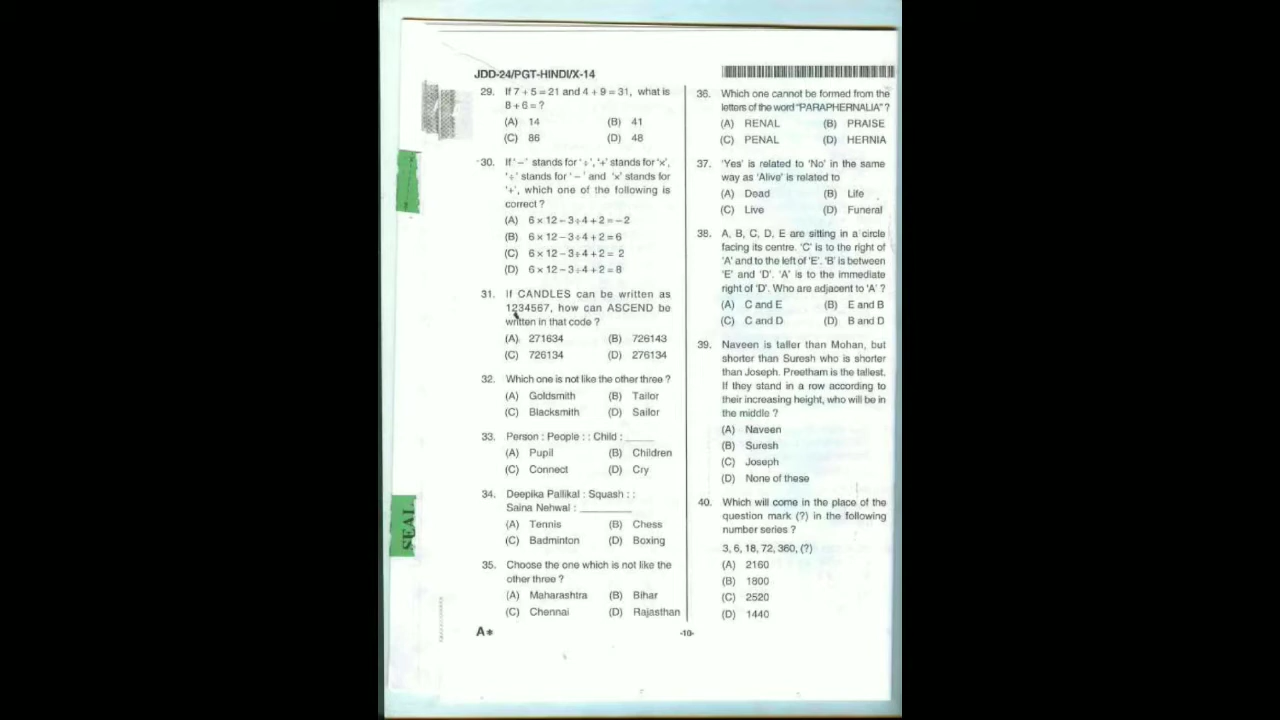 JDD-24/PGT-HINDI/X-14
29. If 7 + 5 = 21 and 4 + 9 = 31, what is
8 + 6 = ?
(A) 14 (B) 41
(C) 86 (D) 48
30. If '−' stands for '÷', '+' stands for '×',
'÷' stands for '−' and '×' stands for
'+', which one of the following is
correct ?
(A) 6 × 12 − 3 ÷ 4 + 2 = − 2
(B) 6 × 12 − 3 ÷ 4 + 2 = 6
(C) 6 × 12 − 3 ÷ 4 + 2 = 2
(D) 6 × 12 − 3 ÷ 4 + 2 = 8
31. If CANDLES can be written as
1234567, how can ASCEND be
written in that code ?
(A) 271634 (B) 726143
(C) 726134 (D) 276134
32. Which one is not like the other three ?
(A) Goldsmith (B) Tailor
(C) Blacksmith (D) Sailor
33. Person : People : : Child : _____
(A) Pupil (B) Children
(C) Connect (D) Cry
34. Deepika Pallikal : Squash : :
Saina Nehwal : __________
(A) Tennis (B) Chess
(C) Badminton (D) Boxing
35. Choose the one which is not like the
other three ?
(A) Maharashtra (B) Bihar
(C) Chennai (D) Rajasthan
36. Which one cannot be formed from the
letters of the word "PARAPHERNALIA" ?
(A) RENAL (B) PRAISE
(C) PENAL (D) HERNIA
37. 'Yes' is related to 'No' in the same
way as 'Alive' is related to
(A) Dead (B) Life
(C) Live (D) Funeral
38. A, B, C, D, E are sitting in a circle
facing its centre. 'C' is to the right of
'A' and to the left of 'E'. 'B' is between
'E' and 'D'. 'A' is to the immediate
right of 'D'. Who are adjacent to 'A' ?
(A) C and E (B) E and B
(C) C and D (D) B and D
39. Naveen is taller than Mohan, but
shorter than Suresh who is shorter
than Joseph. Preetham is the tallest.
If they stand in a row according to
their increasing height, who will be in
the middle ?
(A) Naveen
(B) Suresh
(C) Joseph
(D) None of these
40. Which will come in the place of the
question mark (?) in the following
number series ?
3, 6, 18, 72, 360, (?)
(A) 2160
(B) 1800
(C) 2520
(D) 1440
SEAL
A*
-10-